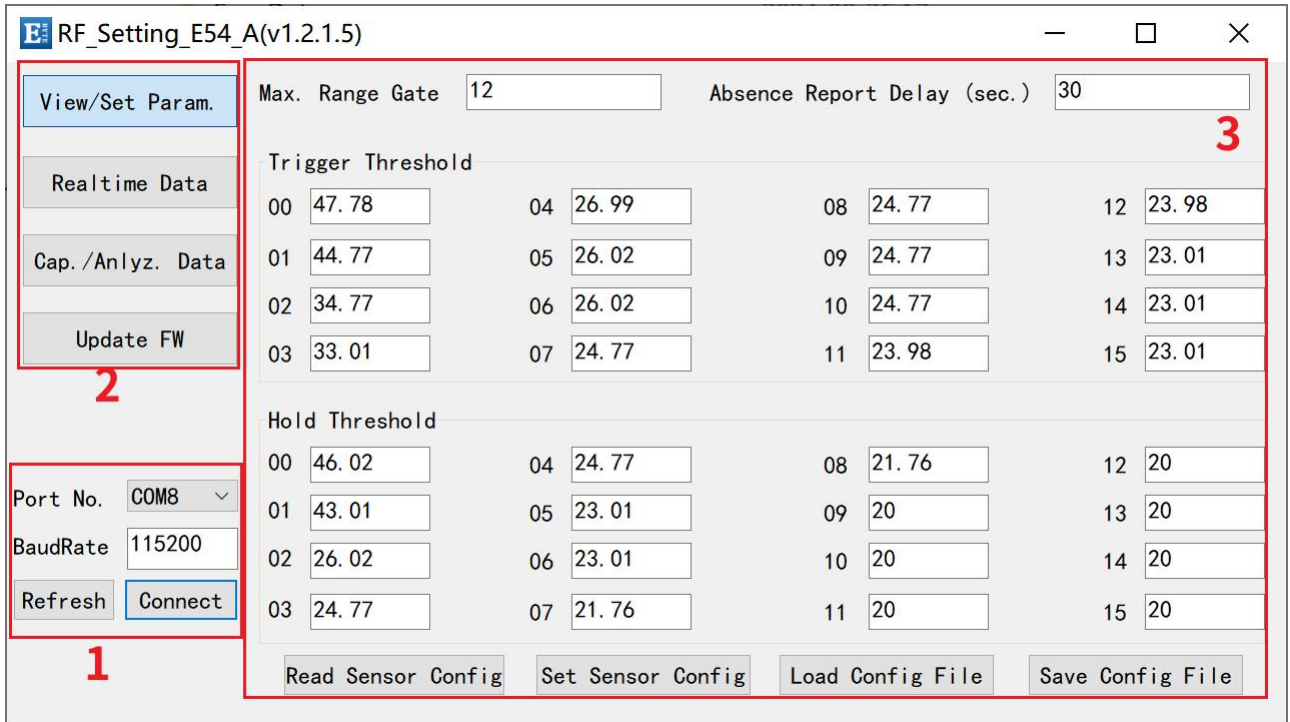 E RF_Setting_E54_A(v1.2.1.5)
View/Set Param.
Realtime Data
Cap./Anlyz. Data
Update FW
2
Port No. COM8
BaudRate 115200
Refresh Connect
1
Max. Range Gate 12 Absence Report Delay (sec.) 30
3
Trigger Threshold
00 47.78 04 26.99 08 24.77 12 23.98
01 44.77 05 26.02 09 24.77 13 23.01
02 34.77 06 26.02 10 24.77 14 23.01
03 33.01 07 24.77 11 23.98 15 23.01
Hold Threshold
00 46.02 04 24.77 08 21.76 12 20
01 43.01 05 23.01 09 20 13 20
02 26.02 06 23.01 10 20 14 20
03 24.77 07 21.76 11 20 15 20
Read Sensor Config Set Sensor Config Load Config File Save Config File